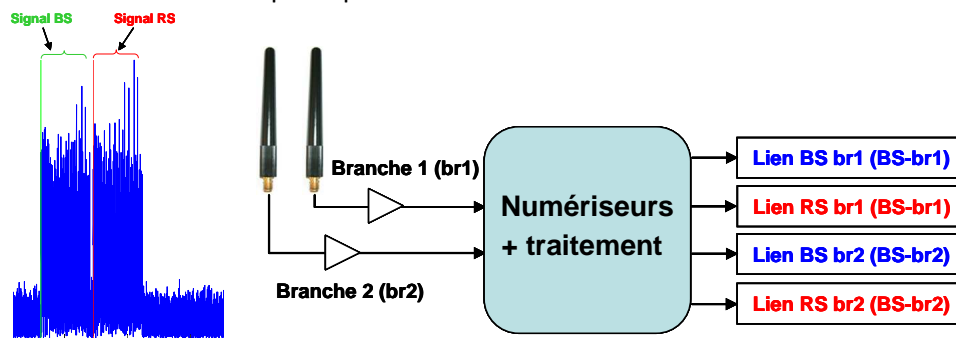 Signal BS
Signal RS
Branche 1 (br1)
Branche 2 (br2)
Numériseurs
+ traitement
Lien BS br1 (BS-br1)
Lien RS br1 (BS-br1)
Lien BS br2 (BS-br2)
Lien RS br2 (BS-br2)